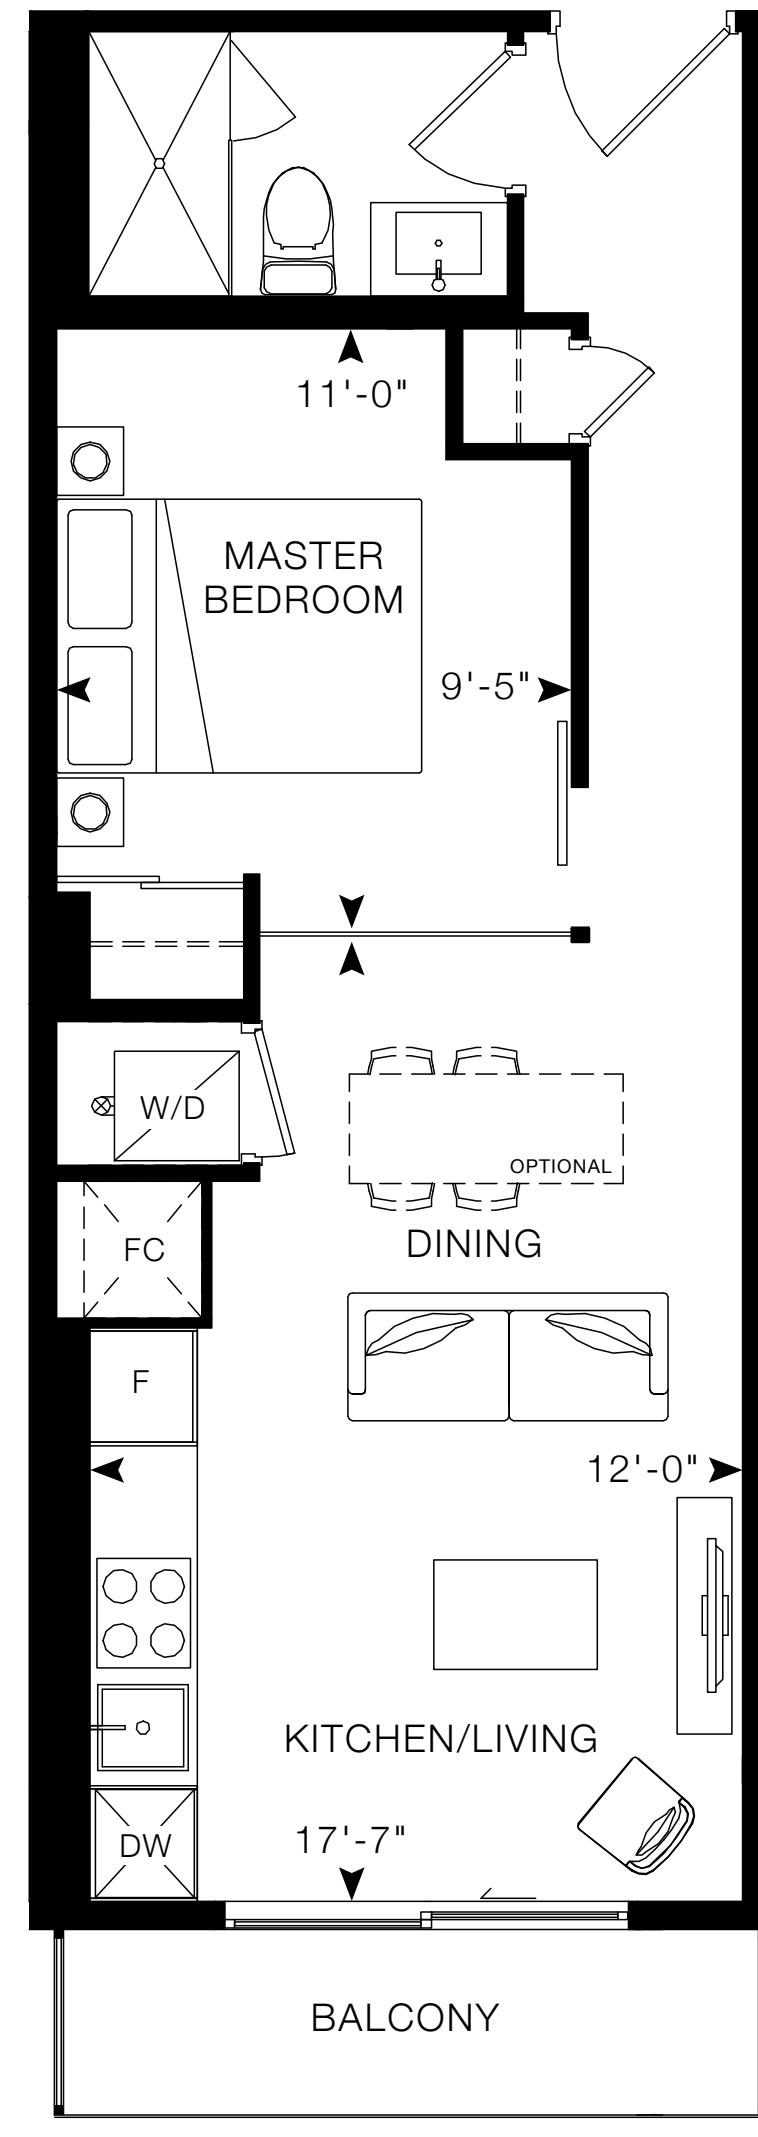 11'-0"
MASTER
BEDROOM
9'-5"
W/D
OPTIONAL
FC
DINING
F
12'-0"
KITCHEN/LIVING
17'-7"
DW
BALCONY